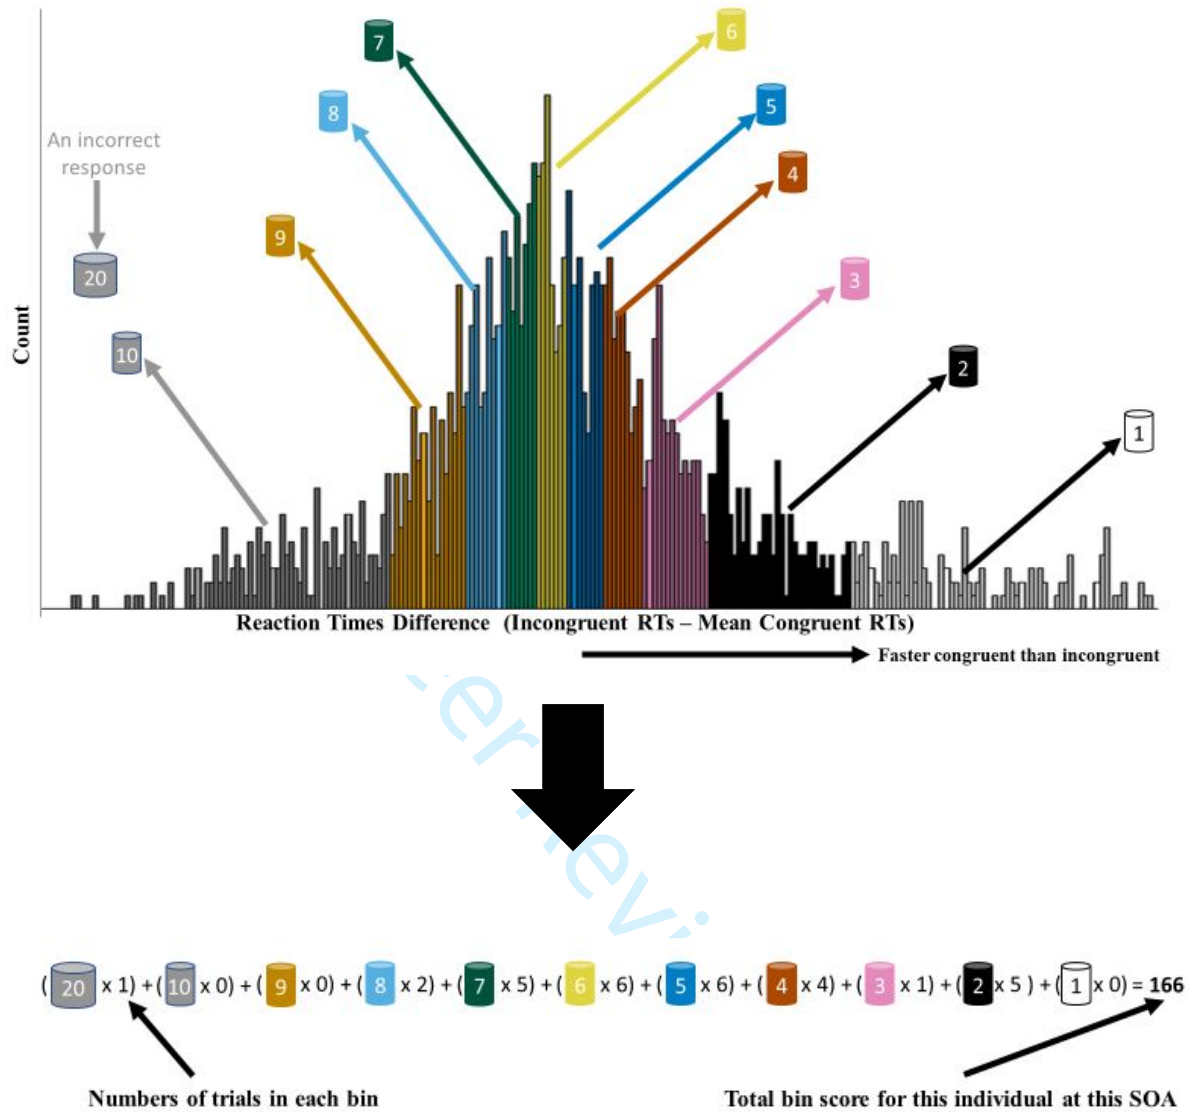 7
6
8
5
An incorrect
response
4
9
20
3
10
2
1
Count
Reaction Times Difference (Incongruent RTs – Mean Congruent RTs)
Faster congruent than incongruent
(20 x 1) + (10 x 0) + (9 x 0) + (8 x 2) + (7 x 5) + (6 x 6) + (5 x 6) + (4 x 4) + (3 x 1) + (2 x 5 ) + (1 x 0) = 166
Numbers of trials in each bin
Total bin score for this individual at this SOA